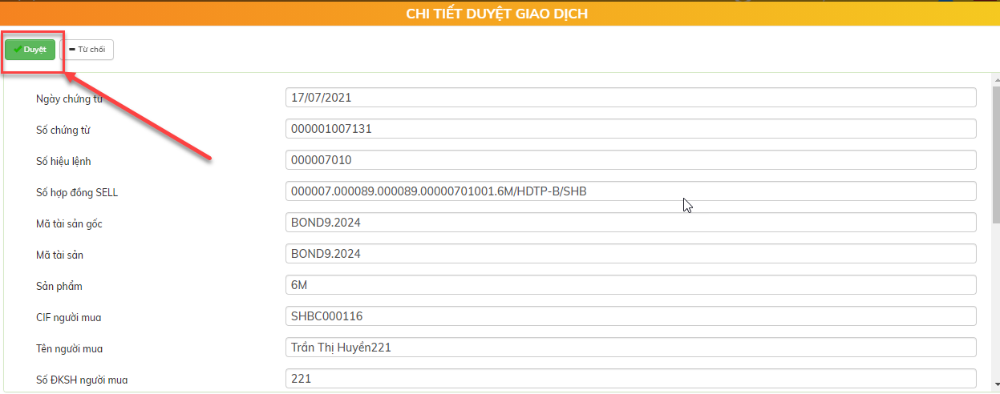 CHI TIẾT DUYỆT GIAO DỊCH
Duyệt Từ chối
Ngày chứng từ 17/07/2021
Số chứng từ 000001007131
Số hiệu lệnh 000007010
Số hợp đồng SELL 000007.000089.000089.00000701001.6M/HDTP-B/SHB
Mã tài sản gốc BOND9.2024
Mã tài sản BOND9.2024
Sản phẩm 6M
CIF người mua SHBC000116
Tên người mua Trần Thị Huyền221
Số ĐKSH người mua 221